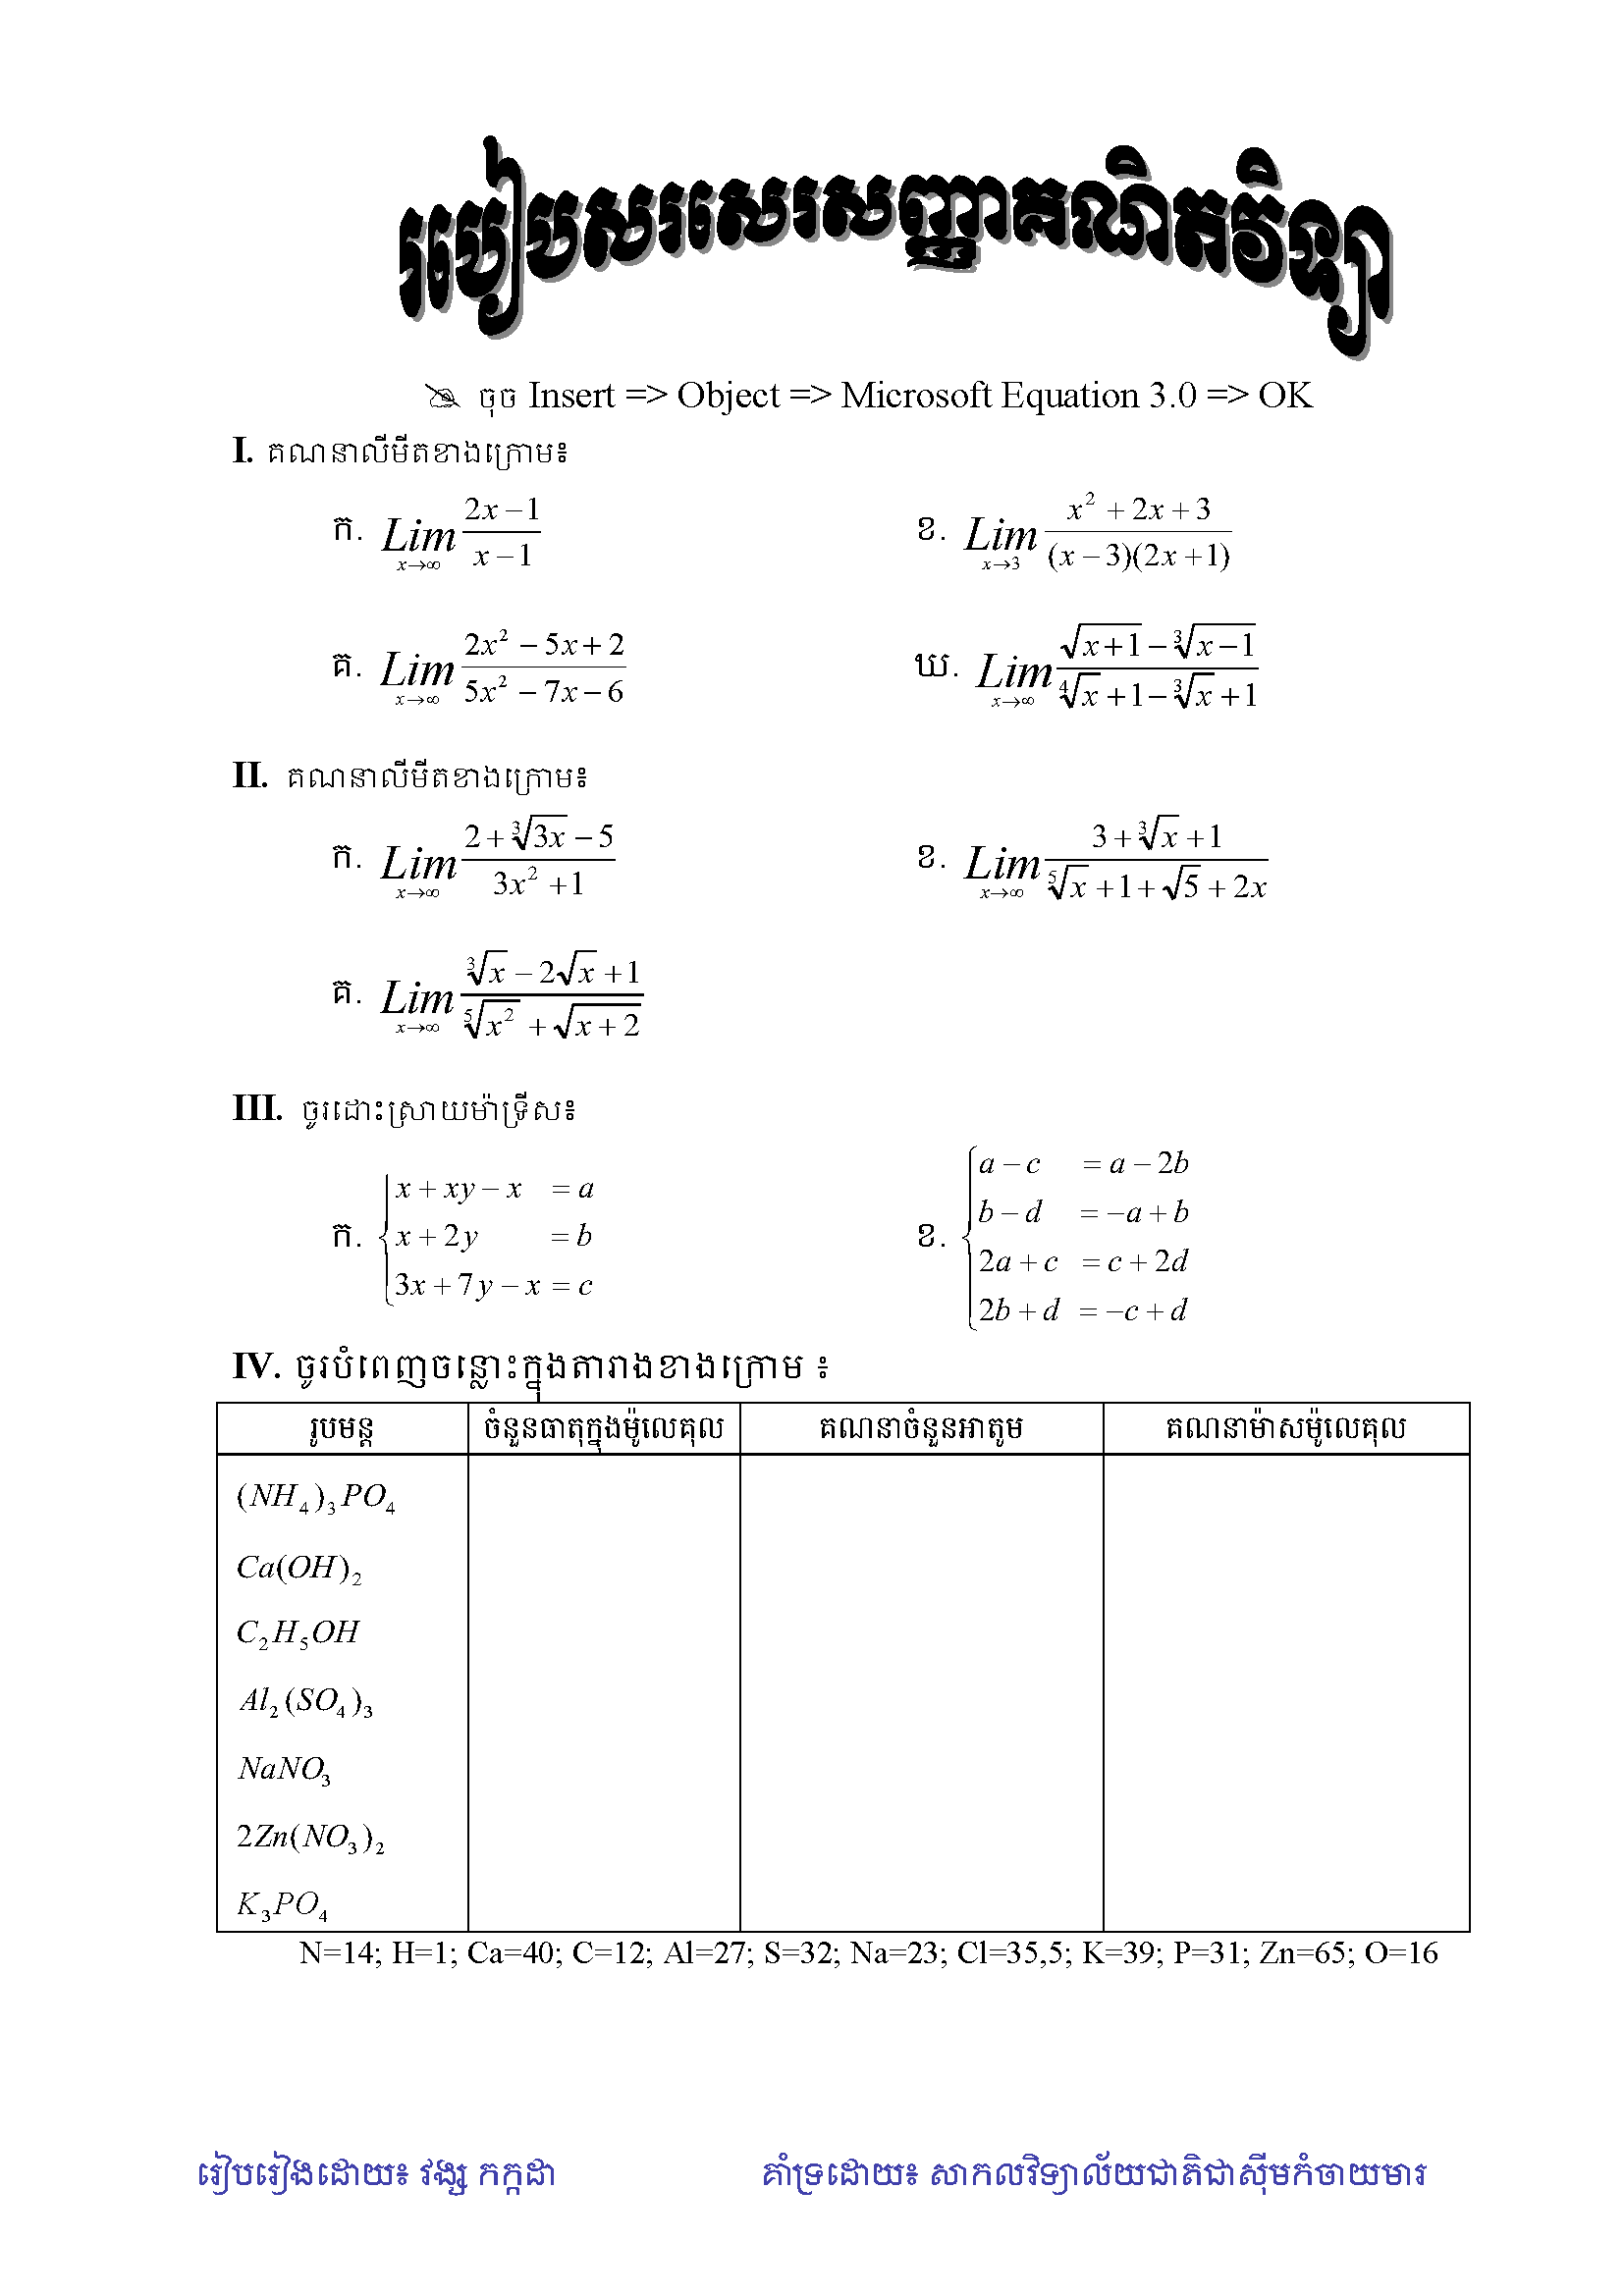 របៀបសរសេរសញ្ញាគណិតវិទ្យា
ចុច Insert => Object => Microsoft Equation 3.0 => OK
I. គណនាលីមីតខាងក្រោម៖
ក. $\underset{x \to \infty}{Lim} \frac{2x-1}{x-1}$ ខ. $\underset{x \to 3}{Lim} \frac{x^2+2x+3}{(x-3)(2x+1)}$
គ. $\underset{x \to \infty}{Lim} \frac{2x^2-5x+2}{5x^2-7x-6}$ ឃ. $\underset{x \to \infty}{Lim} \frac{\sqrt{x+1}-\sqrt[3]{x-1}}{\sqrt[4]{x}+1-\sqrt[3]{x}+1}$
II. គណនាលីមីតខាងក្រោម៖
ក. $\underset{x \to \infty}{Lim} \frac{2+\sqrt[3]{3x}-5}{3x^2+1}$ ខ. $\underset{x \to \infty}{Lim} \frac{3+\sqrt[3]{x}+1}{\sqrt[5]{x}+1+\sqrt{5}+2x}$
គ. $\underset{x \to \infty}{Lim} \frac{\sqrt[3]{x}-2\sqrt{x}+1}{\sqrt[5]{x^2}+\sqrt{x+2}}$
III. ចូរដោះស្រាយម៉ាទ្រីស៖
ក. $\begin{cases} x+xy-x = a \\ x+2y = b \\ 3x+7y-x = c \end{cases}$ ខ. $\begin{cases} a-c = a-2b \\ b-d = -a+b \\ 2a+c = c+2d \\ 2b+d = -c+d \end{cases}$
IV. ចូរបំពេញចន្លោះក្នុងតារាងខាងក្រោម ៖
រូបមន្ត ចំនួនធាតុក្នុងម៉ូលេគុល គណនាចំនួនអាតូម គណនាម៉ាសម៉ូលេគុល
$(NH_4)_3PO_4$
$Ca(OH)_2$
$C_2H_5OH$
$Al_2(SO_4)_3$
$NaNO_3$
$2Zn(NO_3)_2$
$K_3PO_4$
N=14; H=1; Ca=40; C=12; Al=27; S=32; Na=23; Cl=35,5; K=39; P=31; Zn=65; O=16
រៀបរៀងដោយ៖ វង្ស កក្កដា គាំទ្រដោយ៖ សាកលវិទ្យាល័យជាតិជាស៊ីមកំចាយមារ